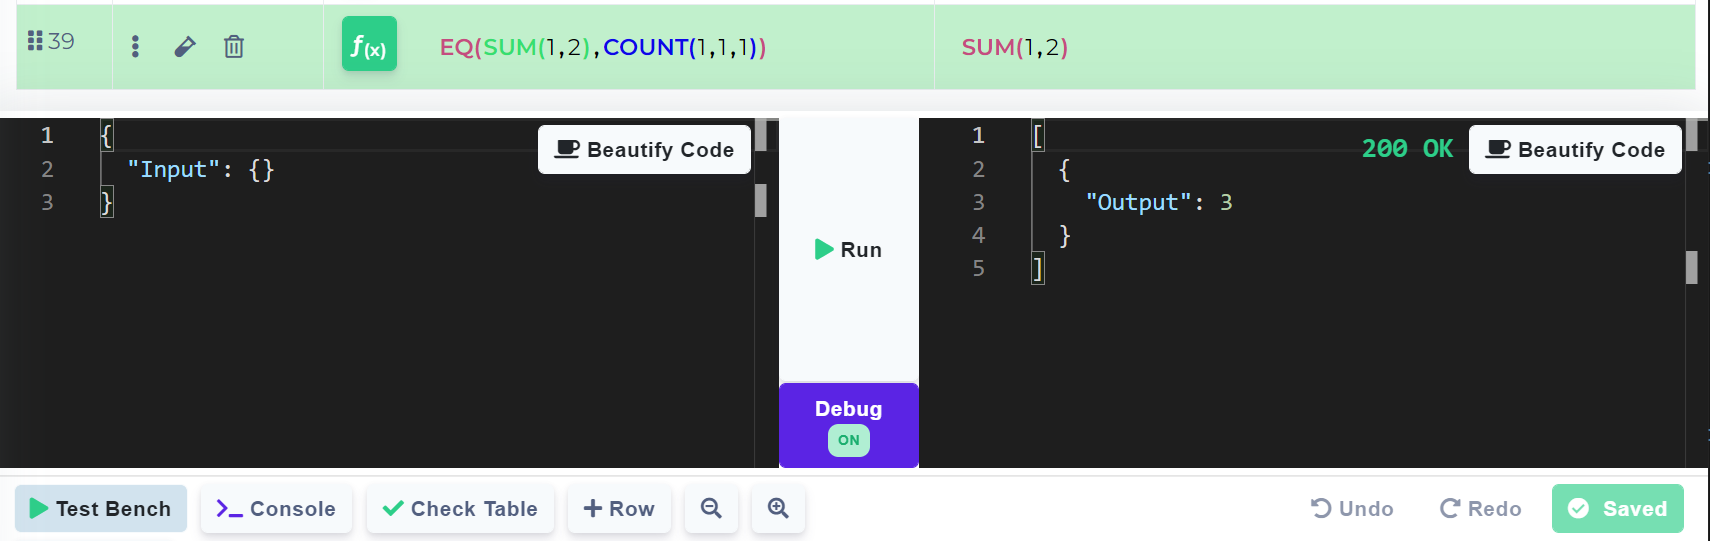 39 f(x) EQ(SUM(1,2),COUNT(1,1,1)) SUM(1,2)
1 {
2 "Input": {}
3 }
Beautify Code
Run
Debug
ON
1 [
2 {
3 "Output": 3
4 }
5 ]
200 OK
Beautify Code
Test Bench Console Check Table Row Undo Redo Saved